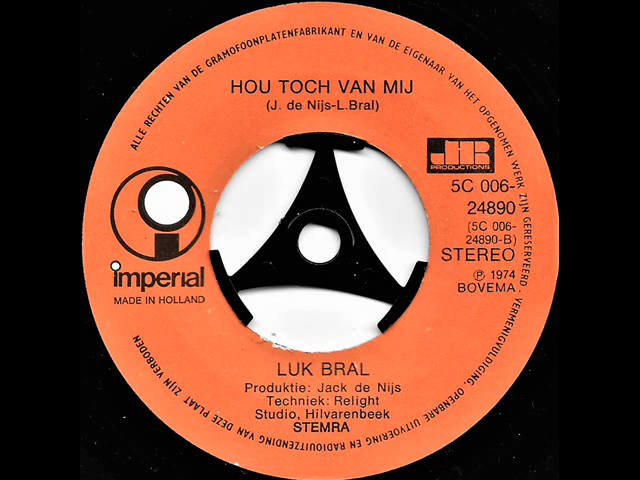 ALLE RECHTEN VAN DE GRAMOFOONPLATENFABRIKANT EN VAN DE EIGENAAR VAN HET OPGENOMEN WERK ZIJN GERESERVEERD. VERMENIGVULDIGING, OPENBARE UITVOERING EN RADIOUITZENDING VAN DEZE PLAAT ZIJN VERBODEN
HOU TOCH VAN MIJ
(J. de Nijs-L.Bral)
JR
PRODUCTIONS
5C 006-
24890
(5C 006-
24890-B)
STEREO
Ⓟ 1974
BOVEMA
i
imperial
MADE IN HOLLAND
LUK BRAL
Produktie: Jack de Nijs
Techniek: Relight
Studio, Hilvarenbeek
STEMRA